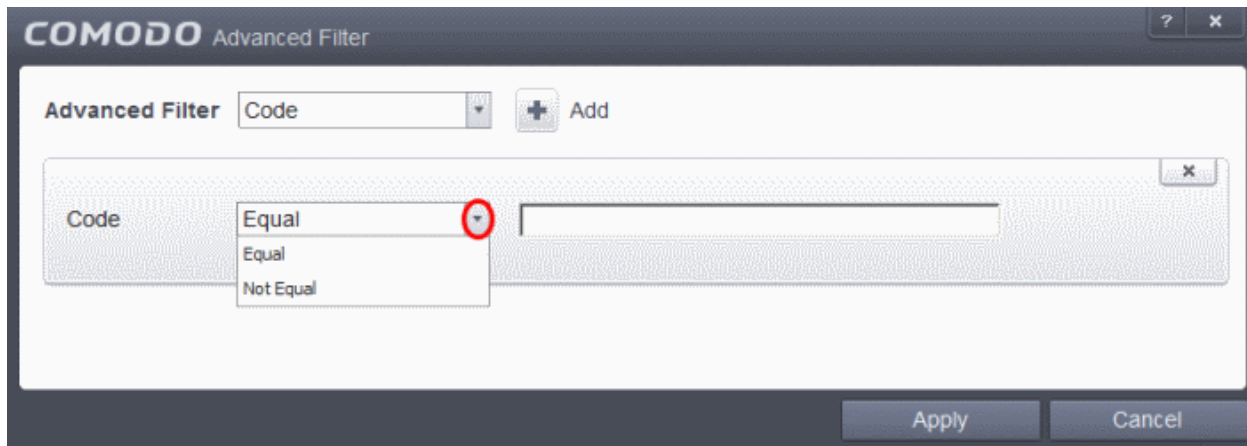 COMODO Advanced Filter ? x
Advanced Filter Code + Add
x
Code Equal
Equal
Not Equal
Apply Cancel